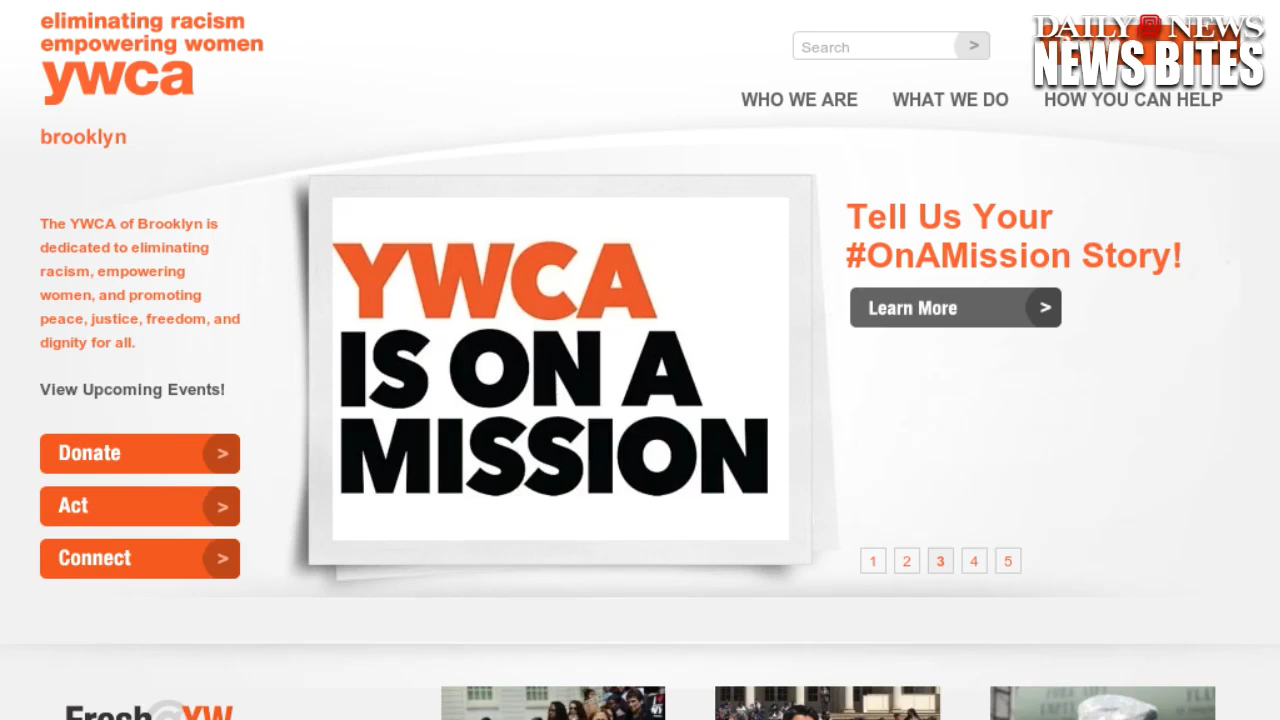 eliminating racism
empowering women
ywca
brooklyn
Search
>
DAILY NEWS
NEWS BITES
WHO WE ARE
WHAT WE DO
HOW YOU CAN HELP
The YWCA of Brooklyn is
dedicated to eliminating
racism, empowering
women, and promoting
peace, justice, freedom, and
dignity for all.
View Upcoming Events!
Donate >
Act >
Connect >
YWCA
IS ON A
MISSION
Tell Us Your
#OnAMission Story!
Learn More >
1 2 3 4 5
Fresh@YW